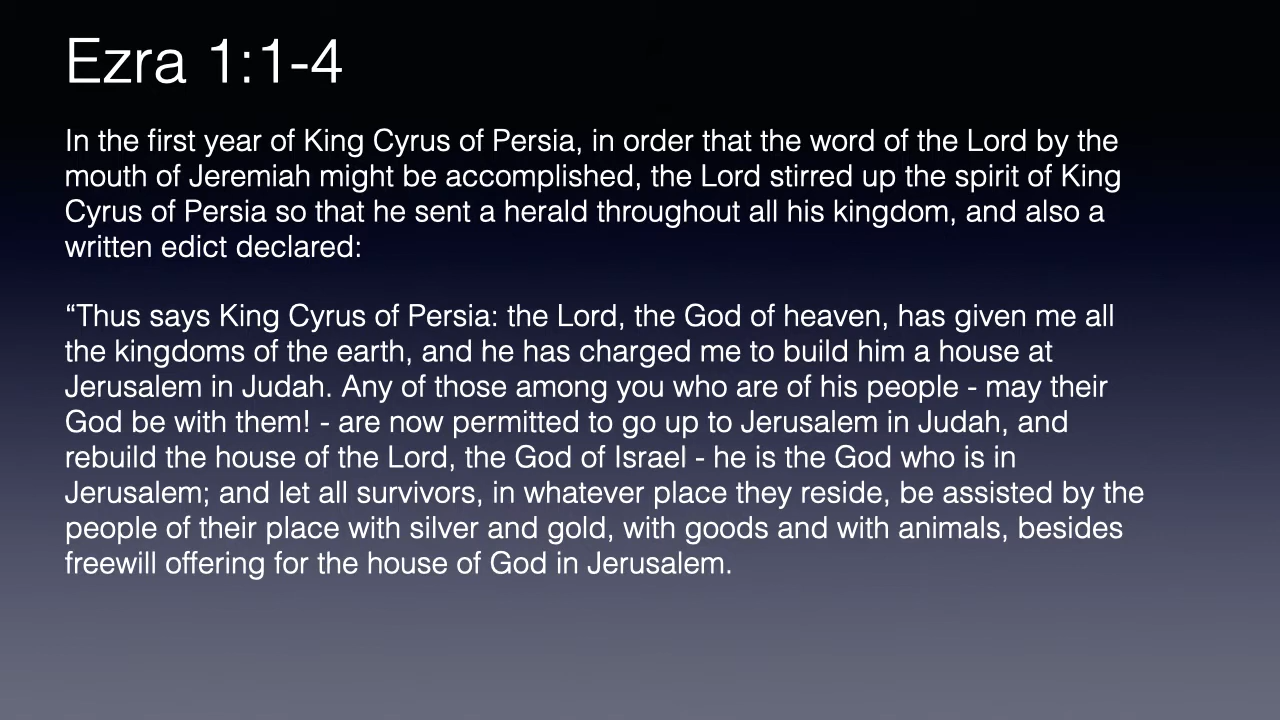 Ezra 1:1-4
In the first year of King Cyrus of Persia, in order that the word of the Lord by the
mouth of Jeremiah might be accomplished, the Lord stirred up the spirit of King
Cyrus of Persia so that he sent a herald throughout all his kingdom, and also a
written edict declared:
“Thus says King Cyrus of Persia: the Lord, the God of heaven, has given me all
the kingdoms of the earth, and he has charged me to build him a house at
Jerusalem in Judah. Any of those among you who are of his people - may their
God be with them! - are now permitted to go up to Jerusalem in Judah, and
rebuild the house of the Lord, the God of Israel - he is the God who is in
Jerusalem; and let all survivors, in whatever place they reside, be assisted by the
people of their place with silver and gold, with goods and with animals, besides
freewill offering for the house of God in Jerusalem.